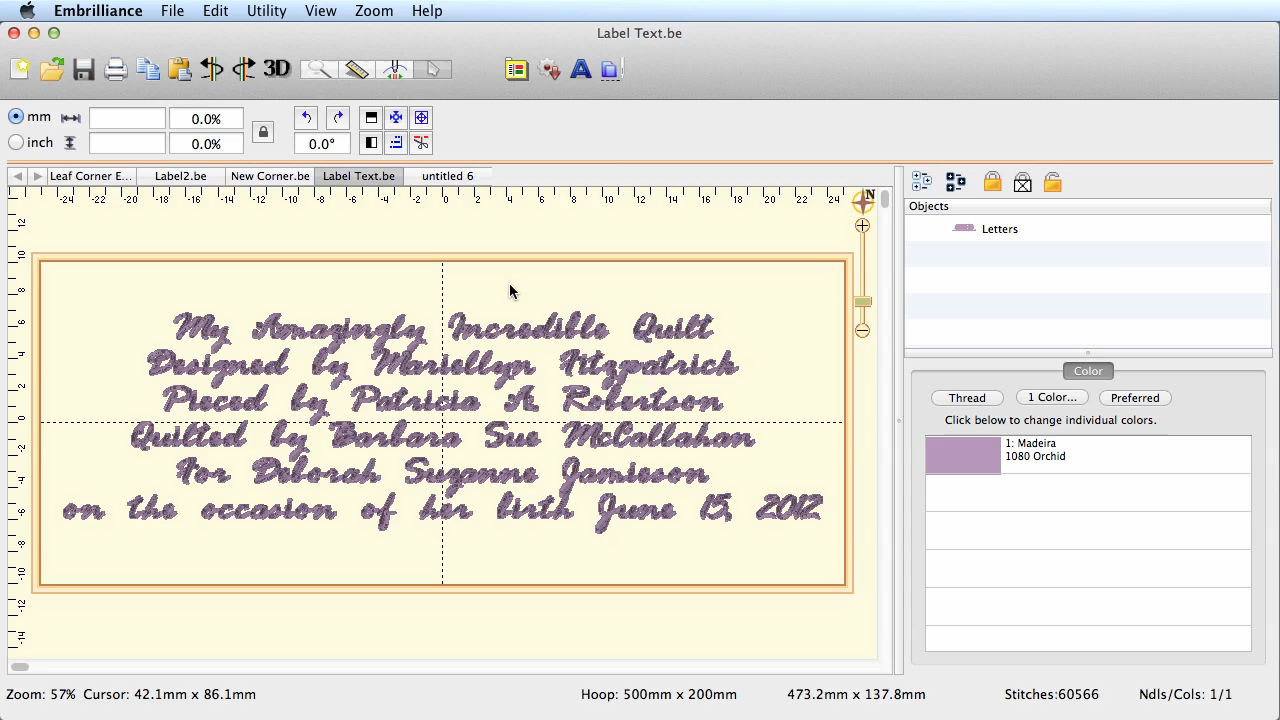 Embrilliance File Edit Utility View Zoom Help
Label Text.be
3D A
mm 0.0%
inch 0.0% 0.0°
Leaf Corner E... Label2.be New Corner.be Label Text.be untitled 6
N
Objects
Letters
My Amazingly Incredible Quilt
Designed by Mariellyn Fitzpatrick
Pieced by Patricia A. Robertson
Quilted by Barbara Sue McCallahan
For Deborah Suzanne Jamieson
on the occasion of her birth June 15, 2012
Color
Thread 1 Color... Preferred
Click below to change individual colors.
1: Madeira
1080 Orchid
Zoom: 57% Cursor: 42.1mm x 86.1mm Hoop: 500mm x 200mm 473.2mm x 137.8mm Stitches:60566 Ndls/Cols: 1/1